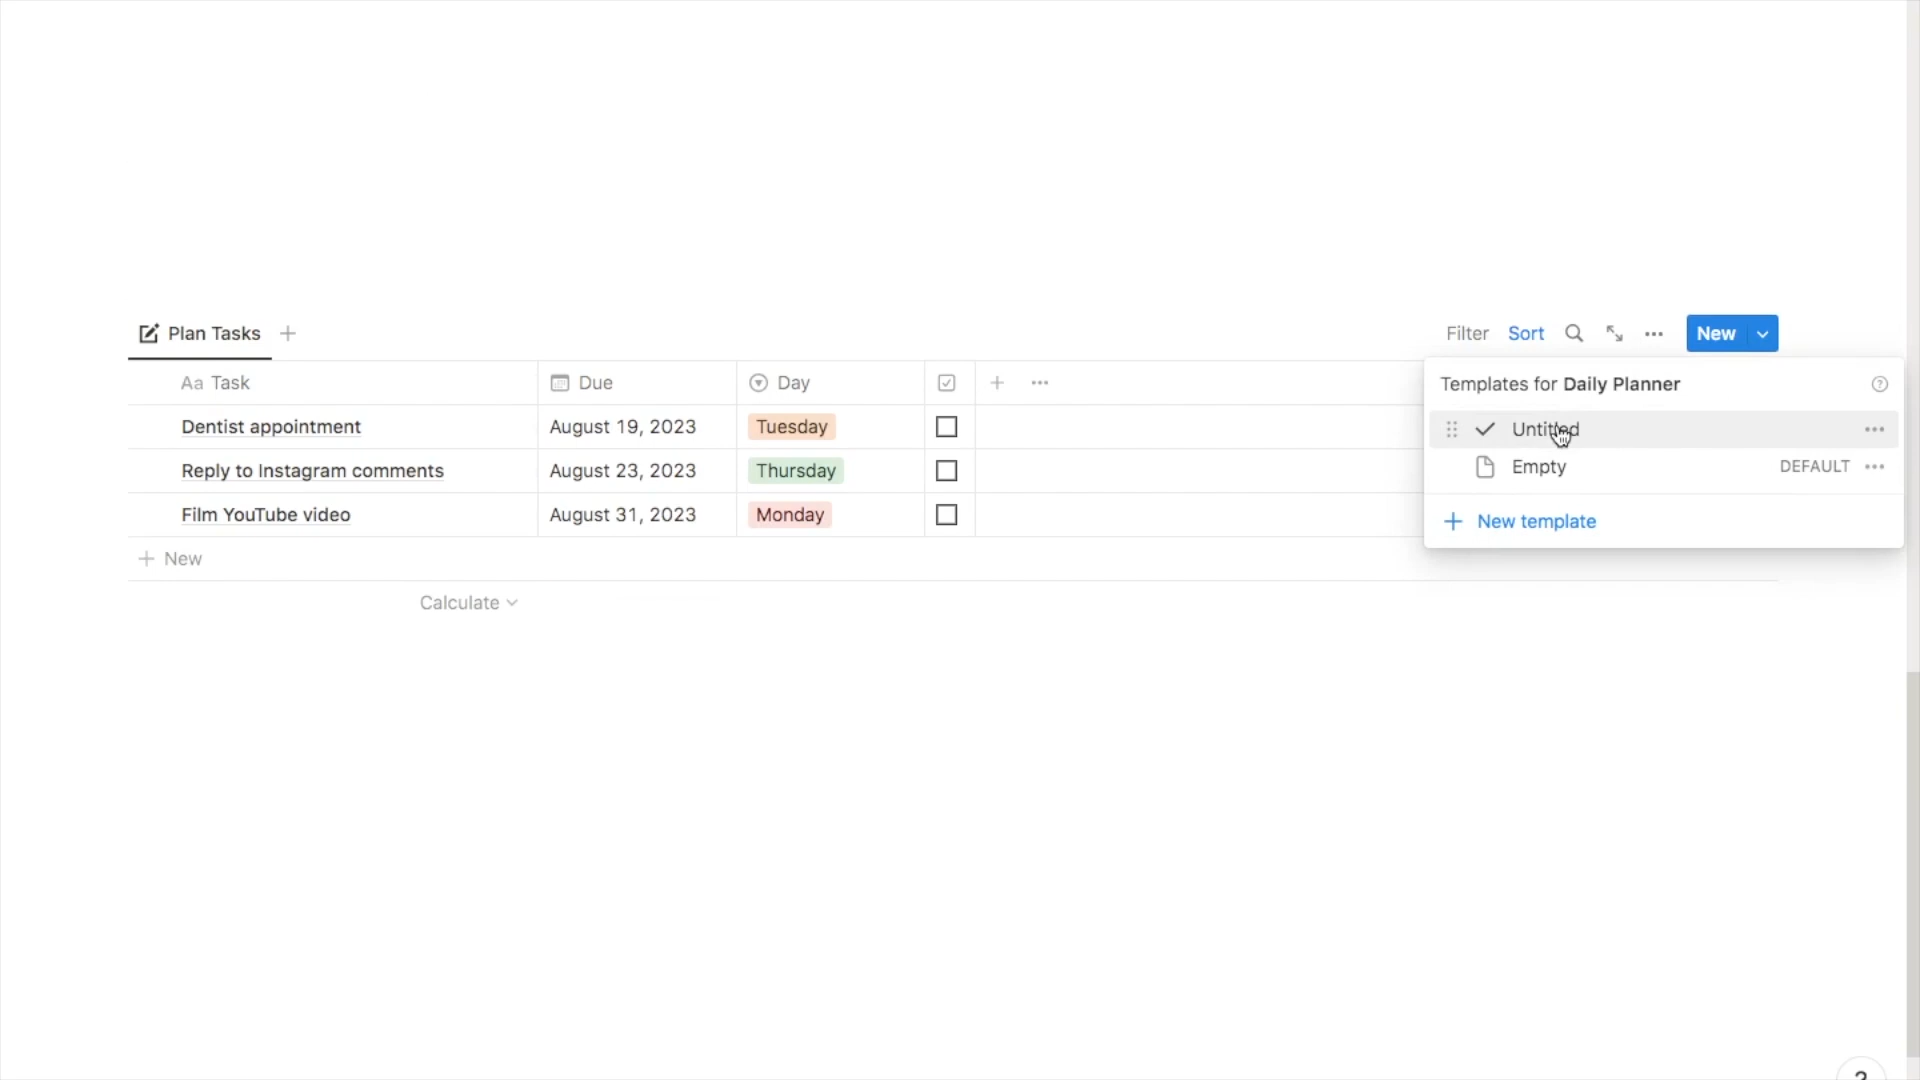 Plan Tasks
Filter Sort New
Templates for Daily Planner
Aa Task Due Day
Untitled
Dentist appointment August 19, 2023 Tuesday
Empty DEFAULT
Reply to Instagram comments August 23, 2023 Thursday
New template
Film YouTube video August 31, 2023 Monday
New
Calculate